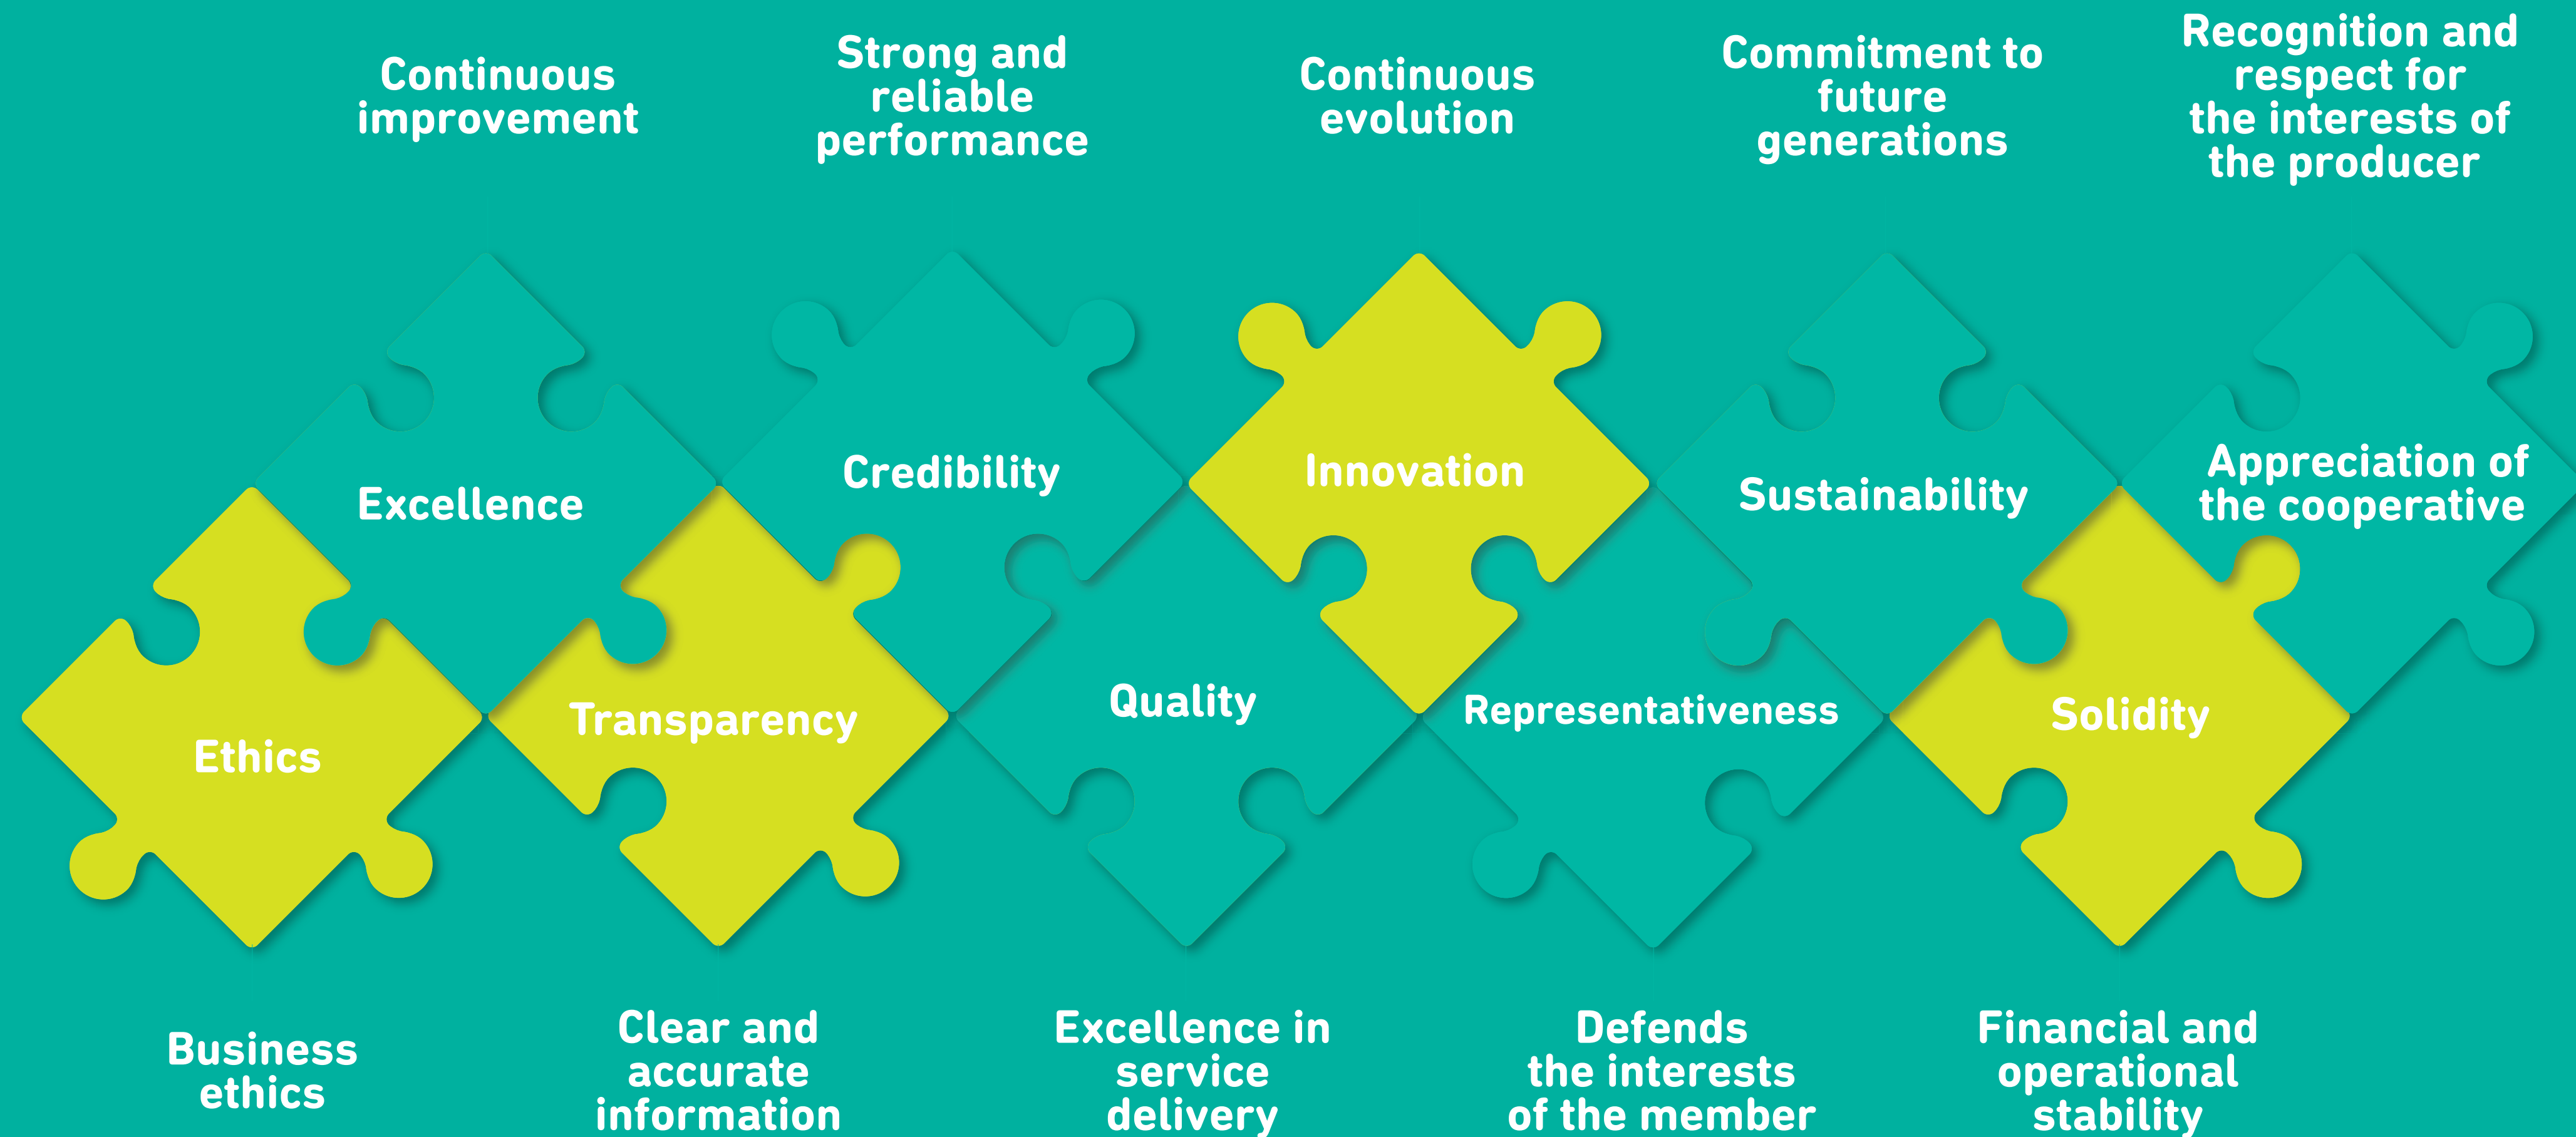 Continuous
improvement
Strong and
reliable
performance
Continuous
evolution
Commitment to
future
generations
Recognition and
respect for
the interests of
the producer
Excellence
Credibility
Innovation
Sustainability
Appreciation of
the cooperative
Ethics
Transparency
Quality
Representativeness
Solidity
Business
ethics
Clear and
accurate
information
Excellence in
service
delivery
Defends
the interests
of the member
Financial and
operational
stability